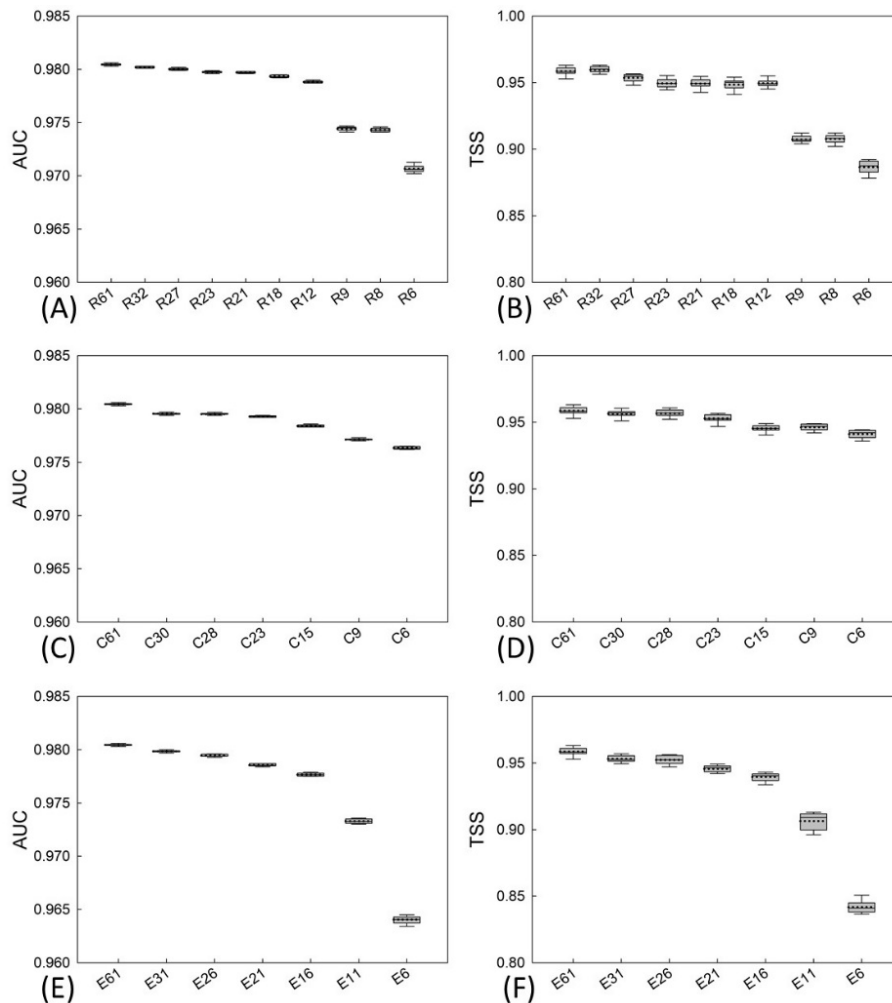 0.985
0.980
0.975
0.970
0.965
0.960
AUC
R61 R32 R27 R23 R21 R18 R12 R9 R8 R6
(A)
1.00
0.95
0.90
0.85
0.80
TSS
R61 R32 R27 R23 R21 R18 R12 R9 R8 R6
(B)
0.985
0.980
0.975
0.970
0.965
0.960
AUC
C61 C30 C28 C23 C15 C9 C6
(C)
1.00
0.95
0.90
0.85
0.80
TSS
C61 C30 C28 C23 C15 C9 C6
(D)
0.985
0.980
0.975
0.970
0.965
0.960
AUC
E61 E31 E26 E21 E16 E11 E6
(E)
1.00
0.95
0.90
0.85
0.80
TSS
E61 E31 E26 E21 E16 E11 E6
(F)